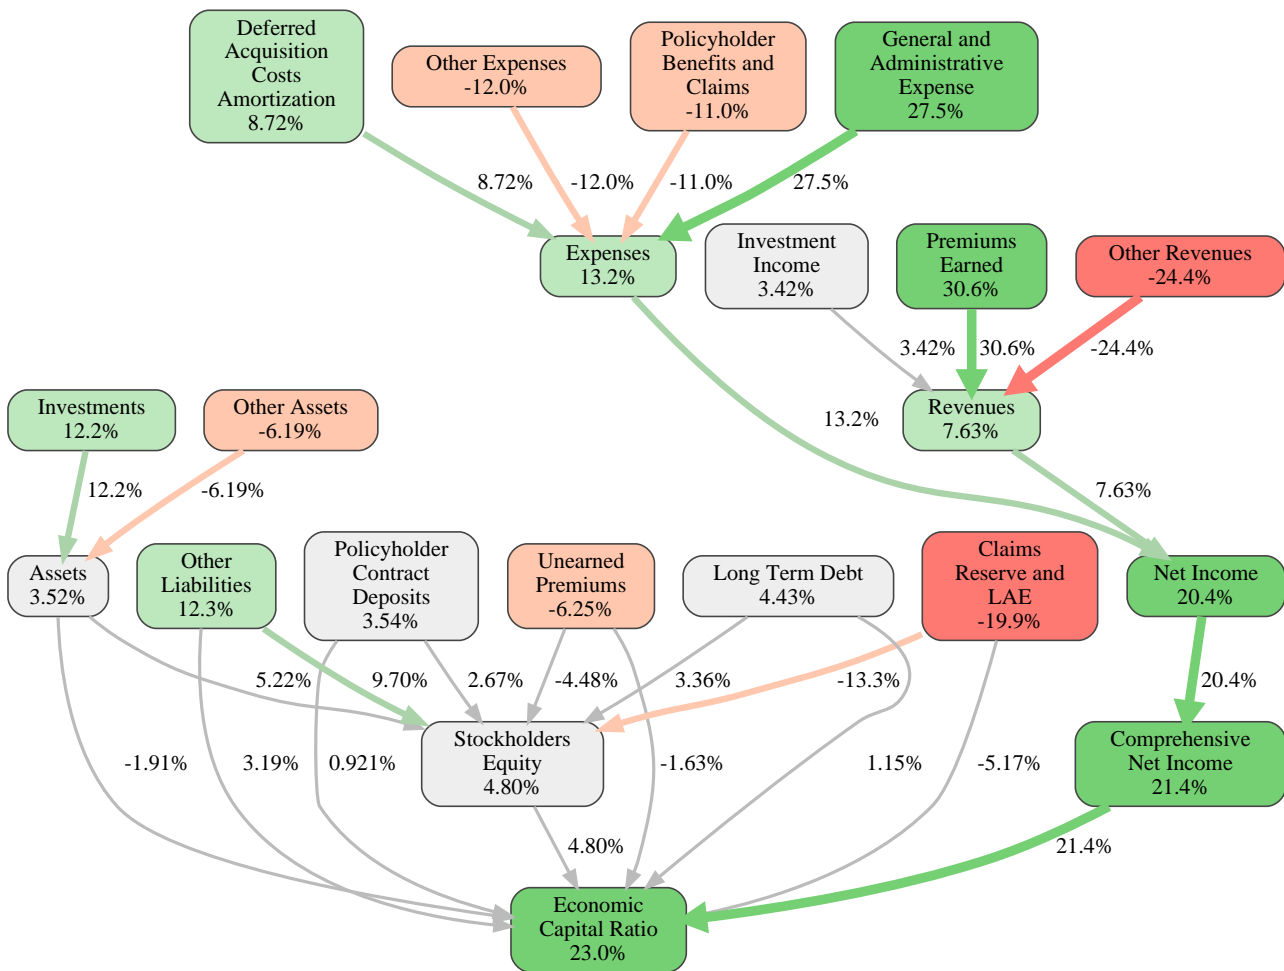 Deferred
Acquisition
Costs
Amortization
8.72%
Other Expenses
-12.0%
Policyholder
Benefits and
Claims
-11.0%
General and
Administrative
Expense
27.5%
8.72%
-12.0%
-11.0%
27.5%
Expenses
13.2%
Investment
Income
3.42%
Premiums
Earned
30.6%
Other Revenues
-24.4%
3.42%
30.6%
-24.4%
Investments
12.2%
Other Assets
-6.19%
13.2%
Revenues
7.63%
12.2%
-6.19%
7.63%
Assets
3.52%
Other
Liabilities
12.3%
Policyholder
Contract
Deposits
3.54%
Unearned
Premiums
-6.25%
Long Term Debt
4.43%
Claims
Reserve and
LAE
-19.9%
Net Income
20.4%
5.22%
9.70%
2.67%
-4.48%
3.36%
-13.3%
20.4%
Stockholders
Equity
4.80%
Comprehensive
Net Income
21.4%
-1.91%
3.19%
0.921%
-1.63%
1.15%
-5.17%
4.80%
21.4%
Economic
Capital Ratio
23.0%